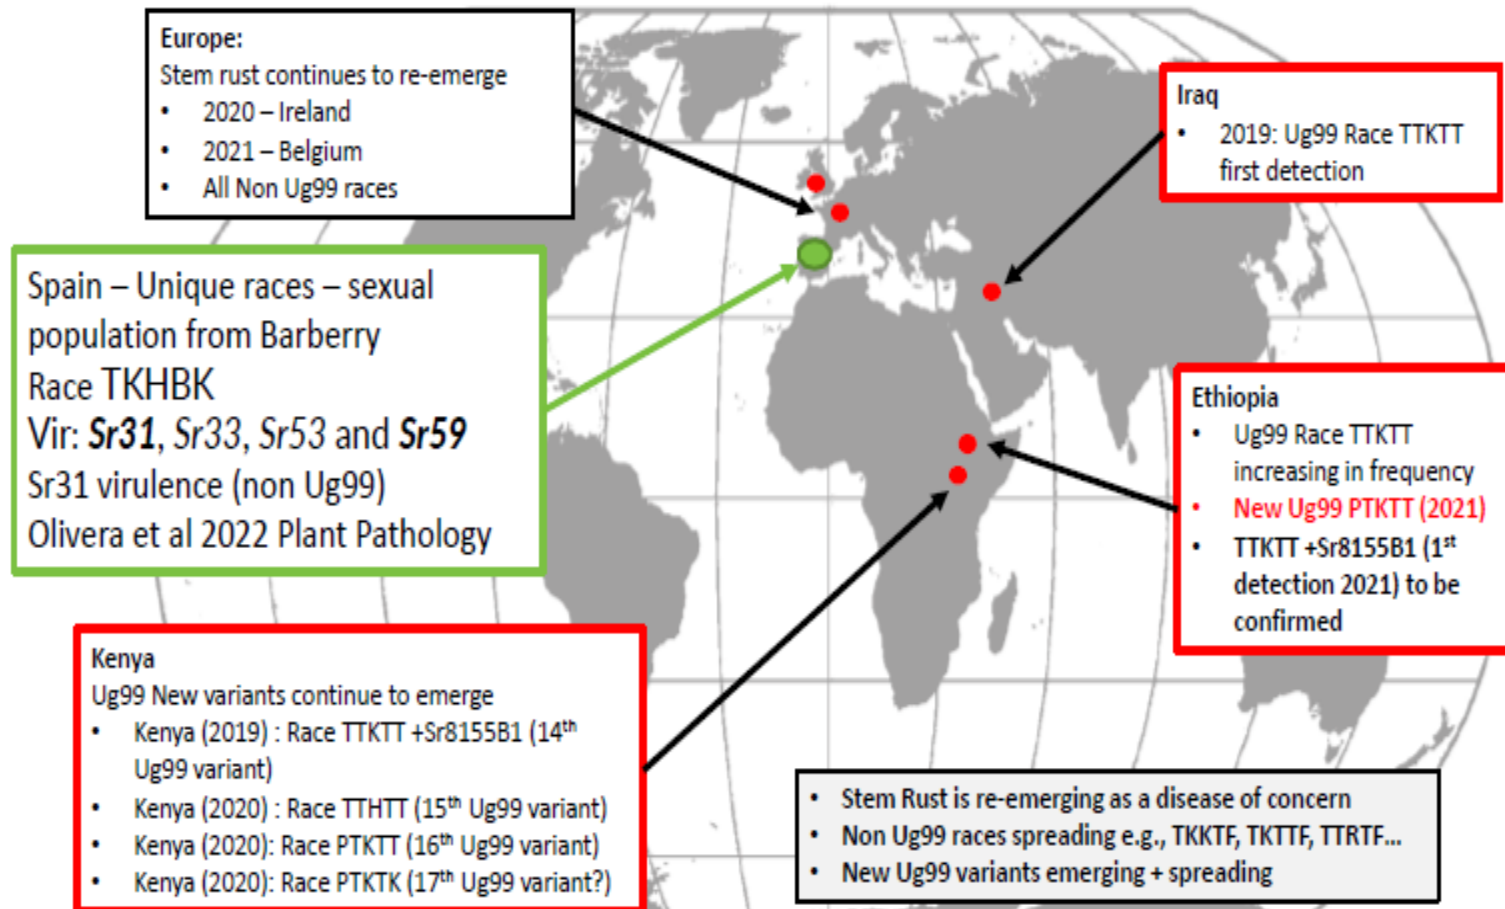 Europe:
Stem rust continues to re-emerge
• 2020 – Ireland
• 2021 – Belgium
• All Non Ug99 races
Iraq
• 2019: Ug99 Race TTKTT
first detection
Spain – Unique races – sexual
population from Barberry
Race TKHBK
Vir: Sr31, Sr33, Sr53 and Sr59
Sr31 virulence (non Ug99)
Olivera et al 2022 Plant Pathology
Ethiopia
• Ug99 Race TTKTT
increasing in frequency
• New Ug99 PTKTT (2021)
• TTKTT +Sr8155B1 (1st
detection 2021) to be
confirmed
Kenya
Ug99 New variants continue to emerge
• Kenya (2019) : Race TTKTT +Sr8155B1 (14th
Ug99 variant)
• Kenya (2020) : Race TTHTT (15th Ug99 variant)
• Kenya (2020): Race PTKTT (16th Ug99 variant)
• Kenya (2020): Race PTKTK (17th Ug99 variant?)
• Stem Rust is re-emerging as a disease of concern
• Non Ug99 races spreading e.g., TKKTF, TKTTF, TTRTF...
• New Ug99 variants emerging + spreading